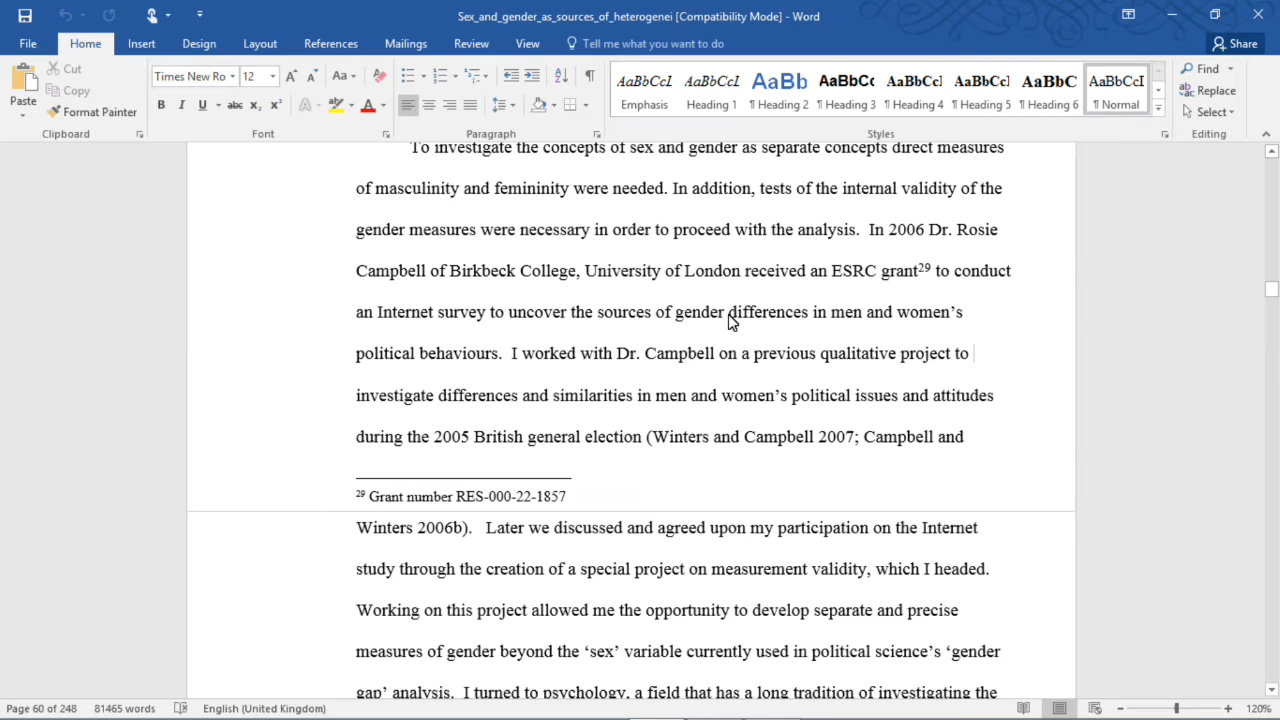 Sex_and_gender_as_sources_of_heterogenei [Compatibility Mode] - Word
File Home Insert Design Layout References Mailings Review View Tell me what you want to do Share
Paste
Cut
Copy
Format Painter
Times New Ro 12
AaBbCcI AaBbCcL AaBb AaBbCc AaBbCcI AaBbCcI AaBbC AaBbCcI
Emphasis Heading 1 ¶ Heading 2 ¶ Heading 3 ¶ Heading 4 ¶ Heading 5 ¶ Heading 6 ¶ Normal
Find
Replace
Select
Clipboard Font Paragraph Styles Editing
To investigate the concepts of sex and gender as separate concepts direct measures
of masculinity and femininity were needed. In addition, tests of the internal validity of the
gender measures were necessary in order to proceed with the analysis.  In 2006 Dr. Rosie
Campbell of Birkbeck College, University of London received an ESRC grant²⁹ to conduct
an Internet survey to uncover the sources of gender differences in men and women’s
political behaviours.  I worked with Dr. Campbell on a previous qualitative project to
investigate differences and similarities in men and women’s political issues and attitudes
during the 2005 British general election (Winters and Campbell 2007; Campbell and
²⁹ Grant number RES-000-22-1857
Winters 2006b).   Later we discussed and agreed upon my participation on the Internet
study through the creation of a special project on measurement validity, which I headed.
Working on this project allowed me the opportunity to develop separate and precise
measures of gender beyond the ‘sex’ variable currently used in political science’s ‘gender
gap’ analysis.  I turned to psychology, a field that has a long tradition of investigating the
Page 60 of 248 81465 words English (United Kingdom) 120%